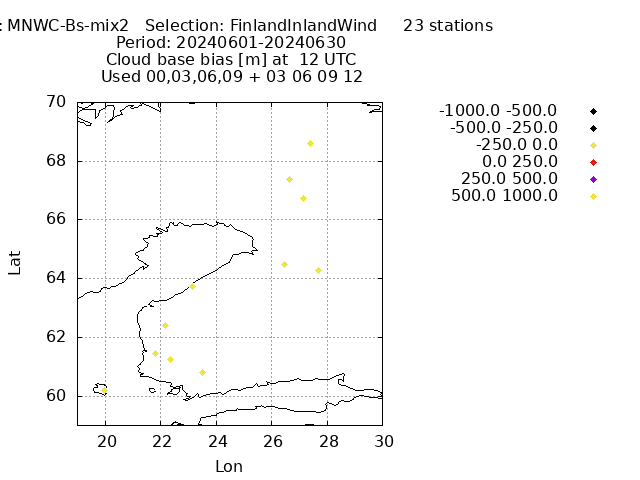 : MNWC-Bs-mix2 Selection: FinlandInlandWind 23 stations
Period: 20240601-20240630
Cloud base bias [m] at 12 UTC
Used 00,03,06,09 + 03 06 09 12
-1000.0 -500.0
-500.0 -250.0
-250.0 0.0
0.0 250.0
250.0 500.0
500.0 1000.0
70
68
66
64
62
60
Lat
20 22 24 26 28 30
Lon